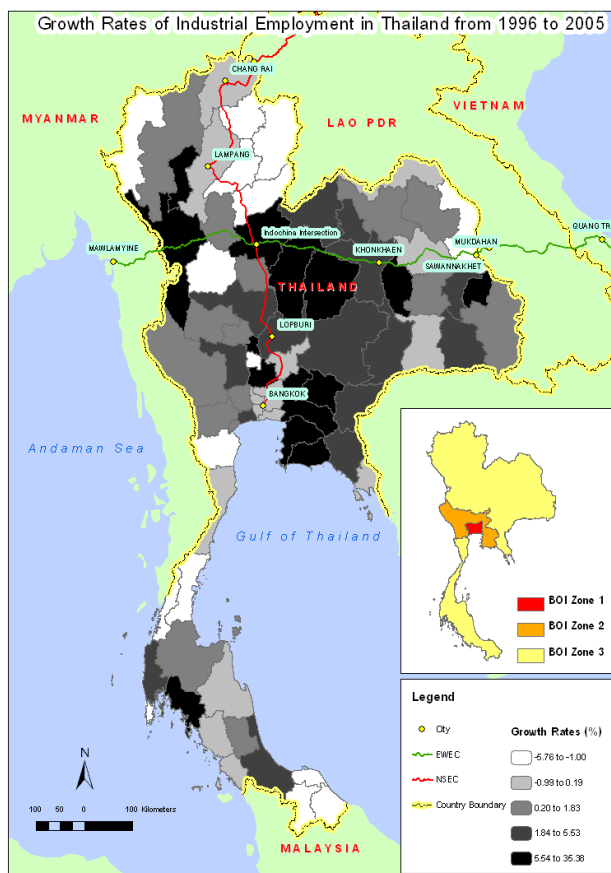 Growth Rates of Industrial Employment in Thailand from 1996 to 2005
CHANG RAI
MYANMAR
VIETNAM
LAO PDR
LAMPANG
QUANG TR
Indochina Intersection
MUKDAHAN
MAWLAMYINE
KHONKHAEN
SAWANNAKHET
THAILAND
LOPBURI
BANGKOK
Andaman Sea
Gulf of Thailand
BOI Zone 1
BOI Zone 2
BOI Zone 3
Legend
City
EWEC
NSEC
Country Boundary
Growth Rates (%)
-5.76 to -1.00
-0.99 to 0.19
0.20 to 1.83
1.84 to 5.53
5.54 to 35.38
N
100 50 0 100 Kilometers
MALAYSIA